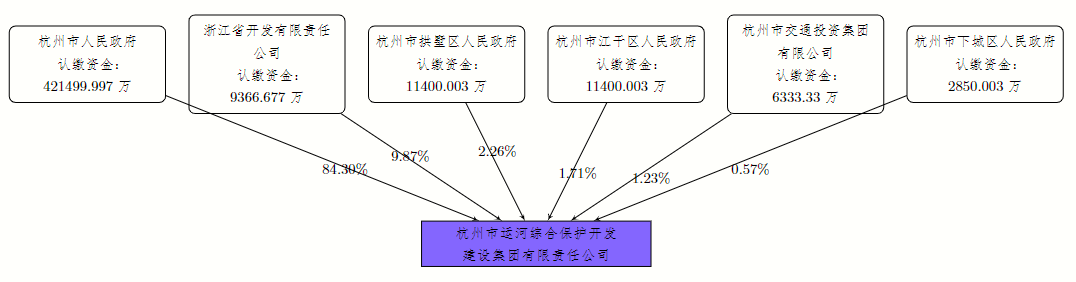 杭州市人民政府
认缴资金:
421499.997 万
浙江省开发有限责任
公司
认缴资金:
9366.677 万
杭州市拱墅区人民政府
认缴资金:
11400.003 万
杭州市江干区人民政府
认缴资金:
11400.003 万
杭州市交通投资集团
有限公司
认缴资金:
6333.33 万
杭州市下城区人民政府
认缴资金:
2850.003 万
84.30%
9.87%
2.26%
1.71%
1.23%
0.57%
杭州市运河综合保护开发
建设集团有限责任公司